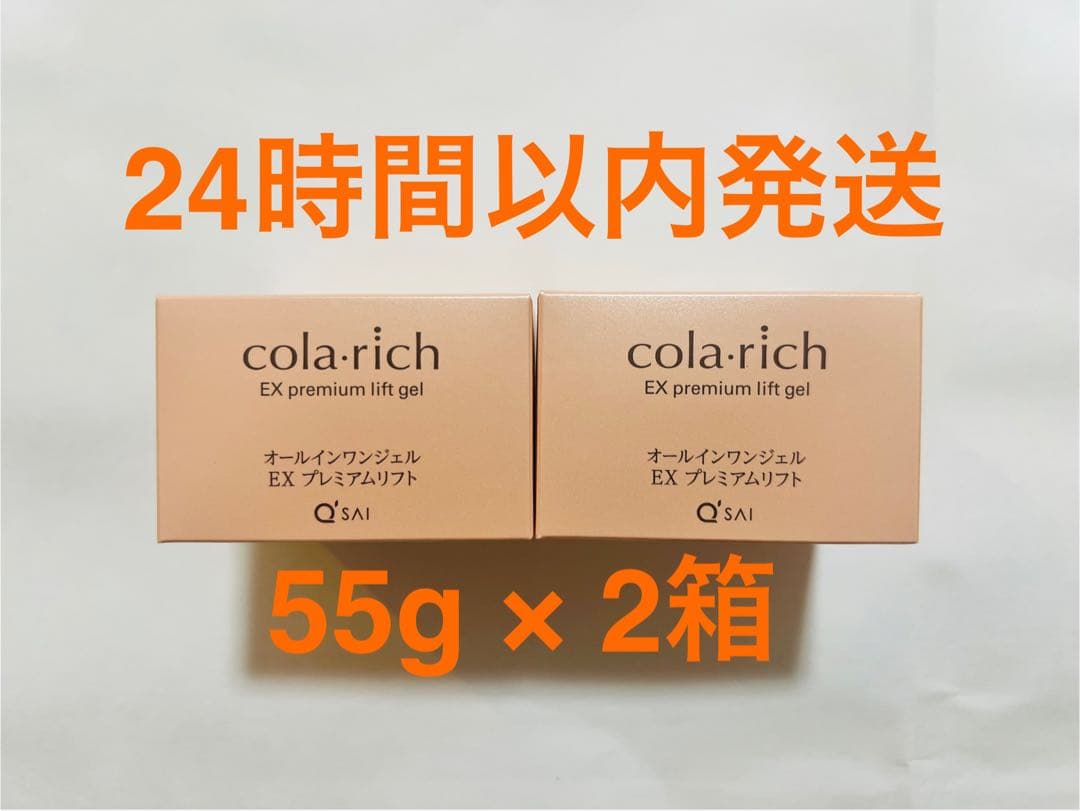 24時間以内発送
cola・rich
EX premium lift gel
オールインワンジェル
EX プレミアムリフト
Q'SAI
cola・rich
EX premium lift gel
オールインワンジェル
EX プレミアムリフト
Q'SAI
55g × 2箱